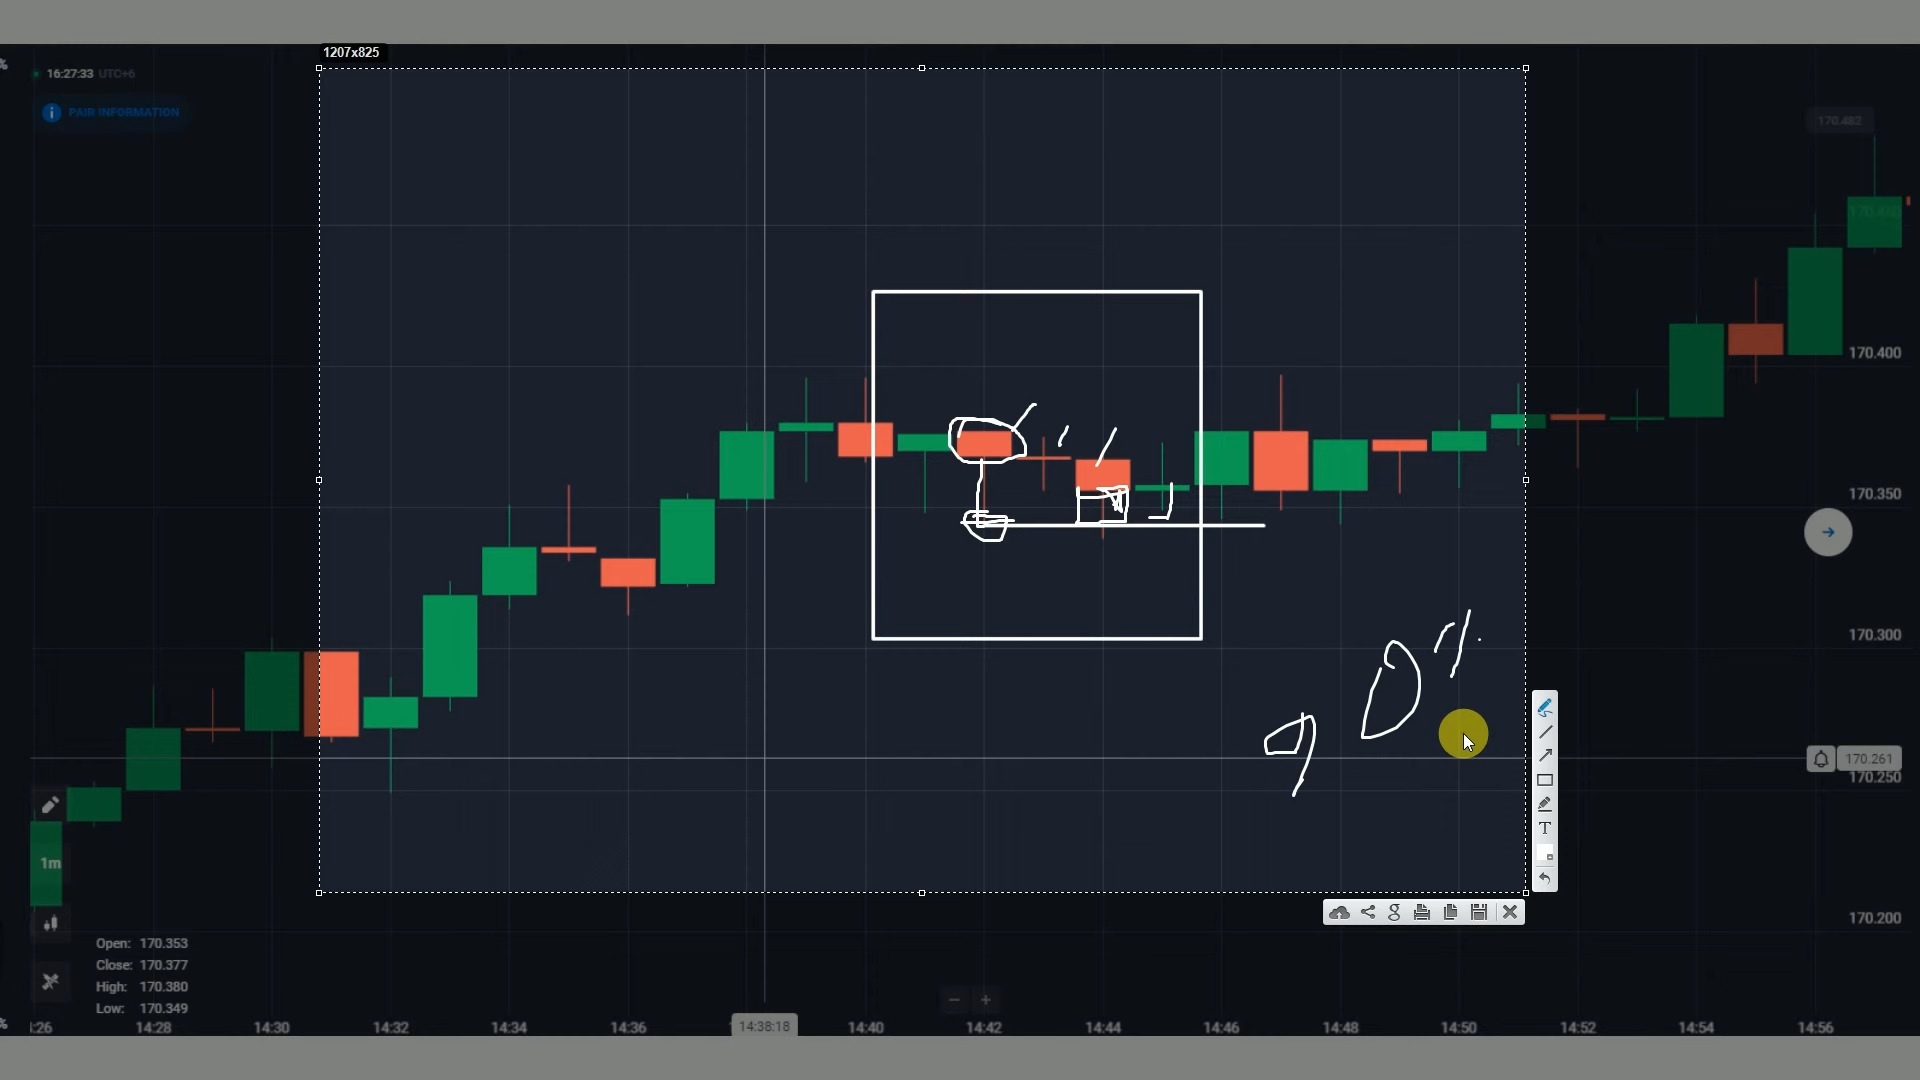 1207x825
16:27:33 UTC+6
PAIR INFORMATION
170.482
170.400
170.350
170.300
170.261
170.250
170.200
1m
T
Open: 170.353
Close: 170.377
High: 170.380
Low: 170.349
:26 14:28 14:30 14:32 14:34 14:36 14:38:18 14:40 14:42 14:44 14:46 14:48 14:50 14:52 14:54 14:56